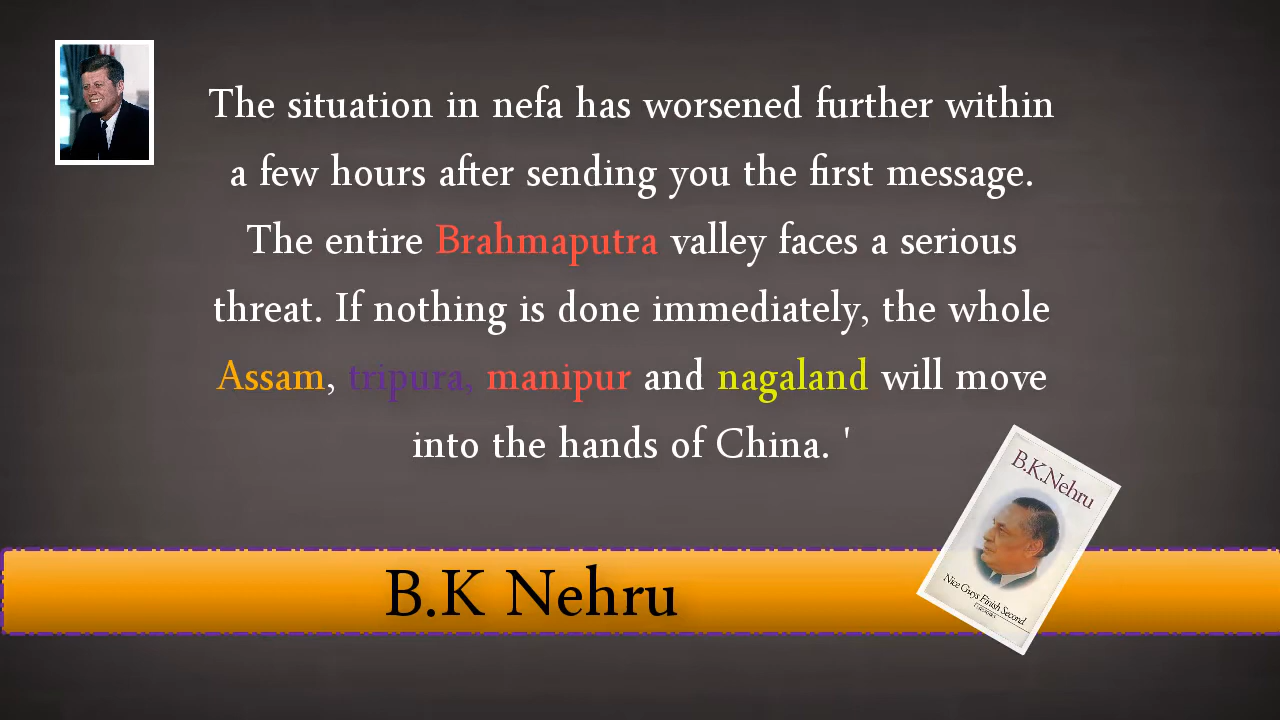 The situation in nefa has worsened further within
a few hours after sending you the first message.
The entire Brahmaputra valley faces a serious
threat. If nothing is done immediately, the whole
Assam, tripura, manipur and nagaland will move
into the hands of China. '
B.K.Nehru
Nice Guys Finish Second
B.K Nehru